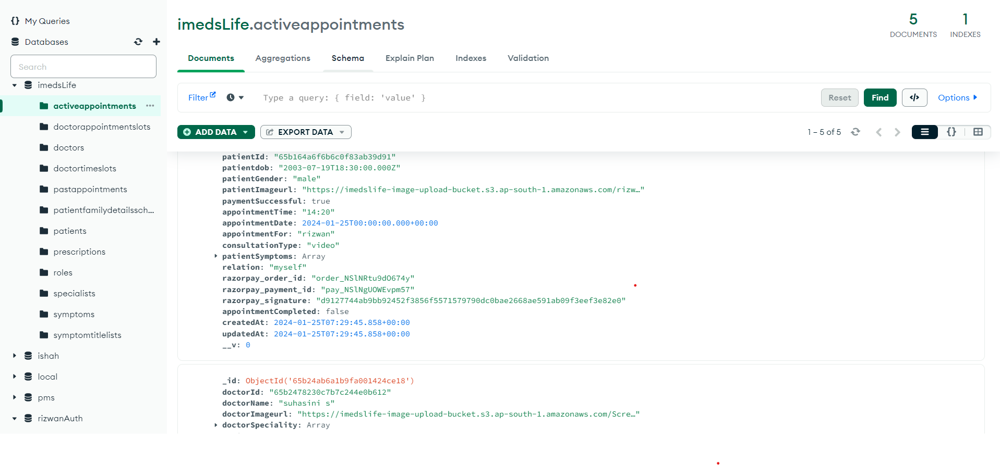 My Queries
Databases
Search
imedsLife
activeappointments
doctorappointmentslots
doctors
doctortimeslots
pastappointments
patientfamilydetailssch...
patients
prescriptions
roles
specialists
symptoms
symptomtitlelists
ishah
local
pms
rizwanAuth
imedsLife.activeappointments
5
DOCUMENTS
1
INDEXES
Documents Aggregations Schema Explain Plan Indexes Validation
Filter Type a query: { field: 'value' } Reset Find </> Options
ADD DATA EXPORT DATA 1 – 5 of 5 {}
patientId: "65b164a6f6b6c0f83ab39d91"
patientdob: "2003-07-19T18:30:00.000Z"
patientGender: "male"
patientImageurl: "https://imedslife-image-upload-bucket.s3.ap-south-1.amazonaws.com/rizw…"
paymentSuccessful: true
appointmentTime: "14:20"
appointmentDate: 2024-01-25T00:00:00.000+00:00
appointmentFor: "rizwan"
consultationType: "video"
patientSymptoms: Array
relation: "myself"
razorpay_order_id: "order_NSlNRtu9dO674y"
razorpay_payment_id: "pay_NSlNgUOWEvpm57"
razorpay_signature: "d9127744ab9bb92452f3856f5571579790dc0bae2668ae591ab09f3eef3e82e0"
appointmentCompleted: false
createdAt: 2024-01-25T07:29:45.858+00:00
updatedAt: 2024-01-25T07:29:45.858+00:00
__v: 0
_id: ObjectId('65b24ab6a1b9fa001424ce18')
doctorId: "65b2478230c7b7c244e0b612"
doctorName: "suhasini s"
doctorImageurl: "https://imedslife-image-upload-bucket.s3.ap-south-1.amazonaws.com/Scre…"
doctorSpeciality: Array